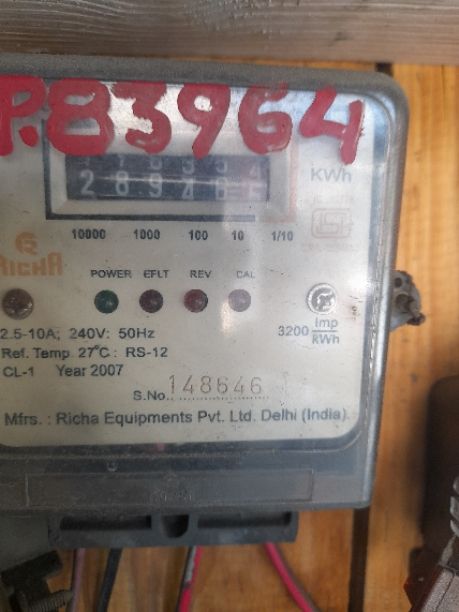 P.83964
KWh
10000 1000 100 10 1/10
RICHA
POWER EFLT REV CAL
2.5-10A; 240V: 50Hz
3200 Imp/kWh
Ref. Temp. 27°C : RS-12
CL-1 Year 2007
S.No. 148646
Mfrs. : Richa Equipments Pvt. Ltd. Delhi (India)